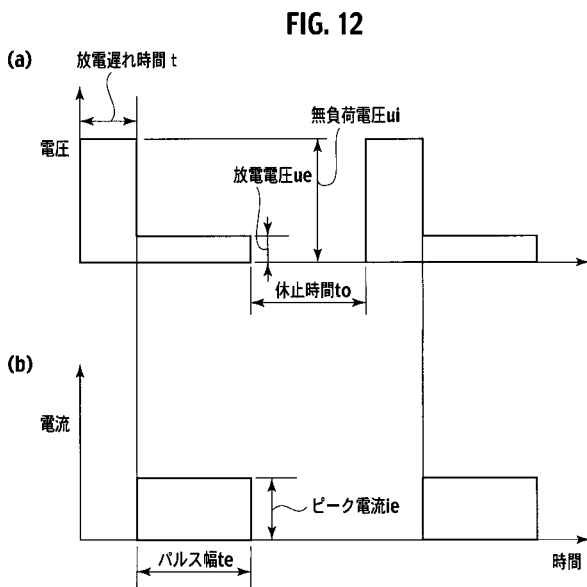 FIG. 12
(a)
放電遅れ時間 t
電圧
無負荷電圧ui
放電電圧ue
休止時間to
(b)
電流
ピーク電流ie
パルス幅te
時間